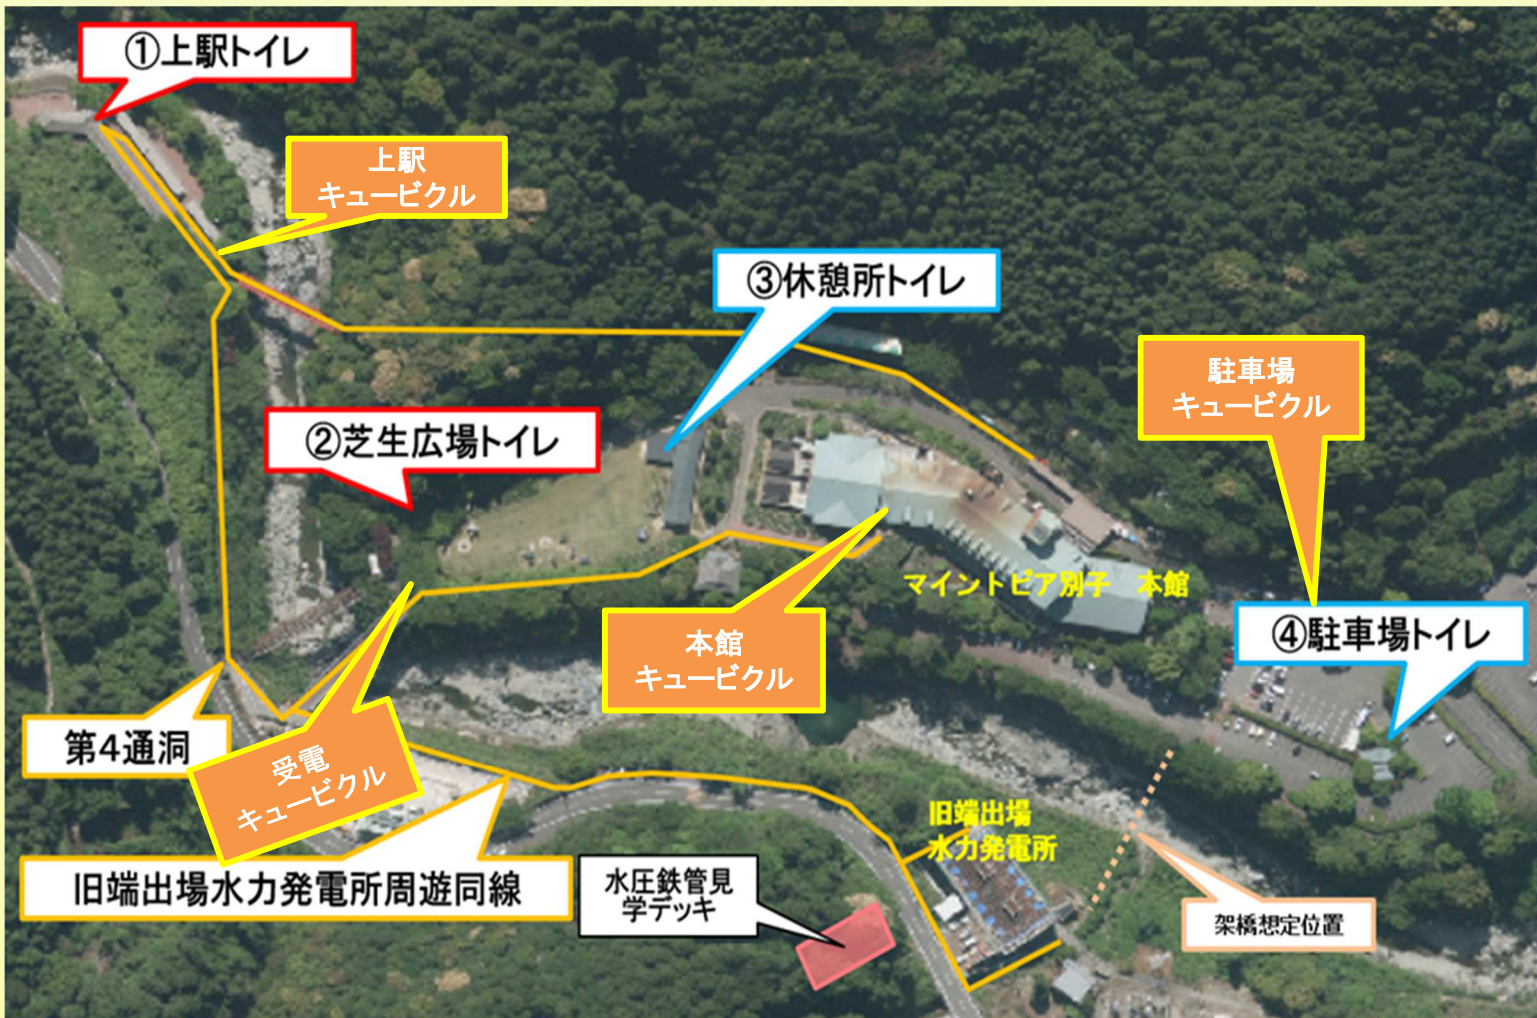 ①上駅トイレ
上駅
キュービクル
③休憩所トイレ
駐車場
キュービクル
②芝生広場トイレ
マイントピア別子　本館
本館
キュービクル
④駐車場トイレ
第4通洞
受電
キュービクル
旧端出場
水力発電所
旧端出場水力発電所周遊同線
水圧鉄管見
学デッキ
架橋想定位置